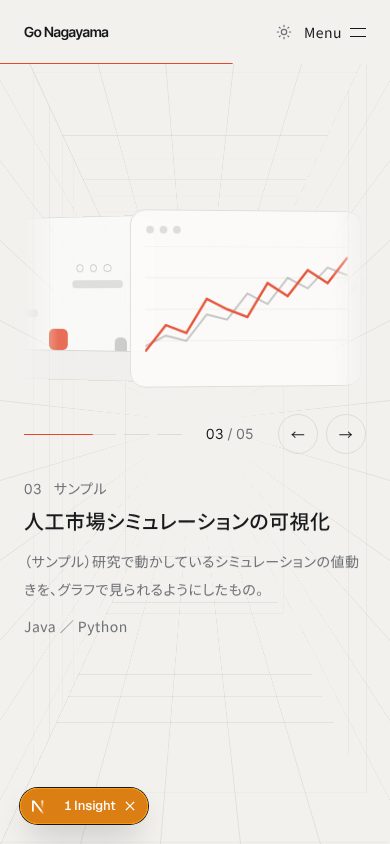 Go Nagayama
Menu
03 / 05
← →
03 サンプル
人工市場シミュレーションの可視化
（サンプル）研究で動かしているシミュレーションの値動
きを、グラフで見られるようにしたもの。
Java ／ Python
N 1 Insight ×